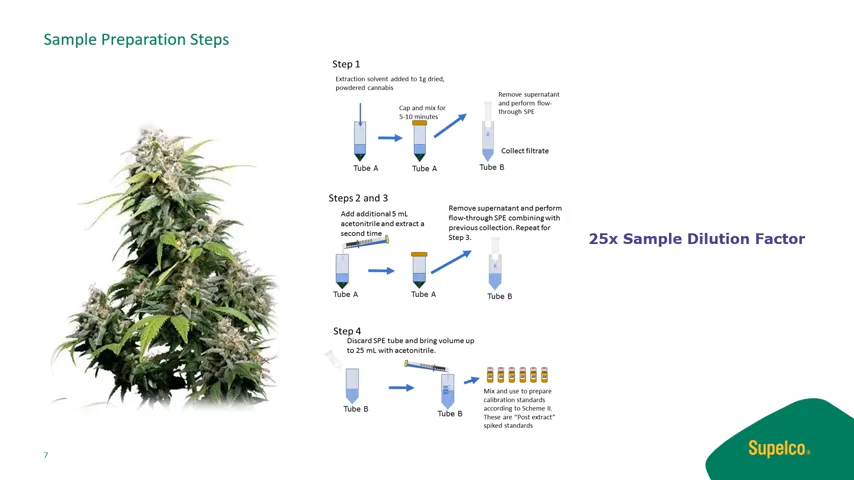 Sample Preparation Steps
Step 1
Extraction solvent added to 1g dried,
powdered cannabis
Cap and mix for
5-10 minutes
Remove supernatant
and perform flow-
through SPE
Collect filtrate
Tube A
Tube A
Tube B
Steps 2 and 3
Add additional 5 mL
acetonitrile and extract a
second time
Remove supernatant and perform
flow-through SPE combining with
previous collection. Repeat for
Step 3.
Tube A
Tube A
Tube B
25x Sample Dilution Factor
Step 4
Discard SPE tube and bring volume up
to 25 mL with acetonitrile.
Tube B
Tube B
Mix and use to prepare
calibration standards
according to Scheme II.
These are “Post extract”
spiked standards
7
Supelco®